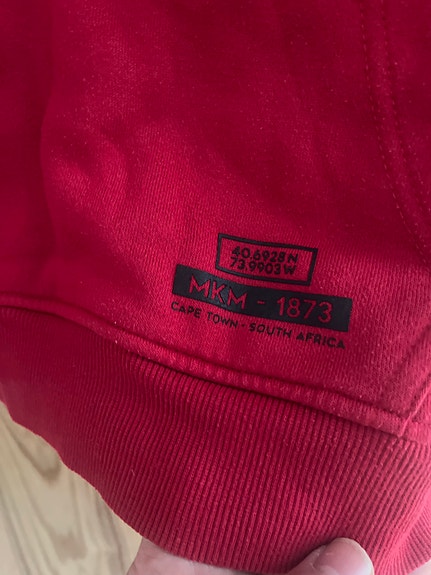 40.6928 N
73.9903 W
MKM - 1873
CAPE TOWN - SOUTH AFRICA